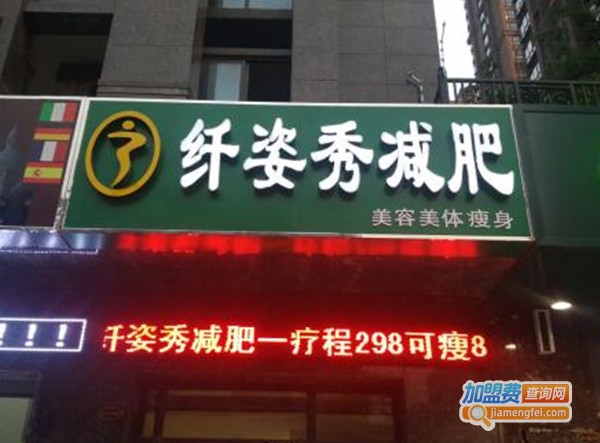 纤姿秀减肥
美容美体瘦身
!!!
纤姿秀减肥一疗程298可瘦8
加盟费查询网
jiamengfei.com